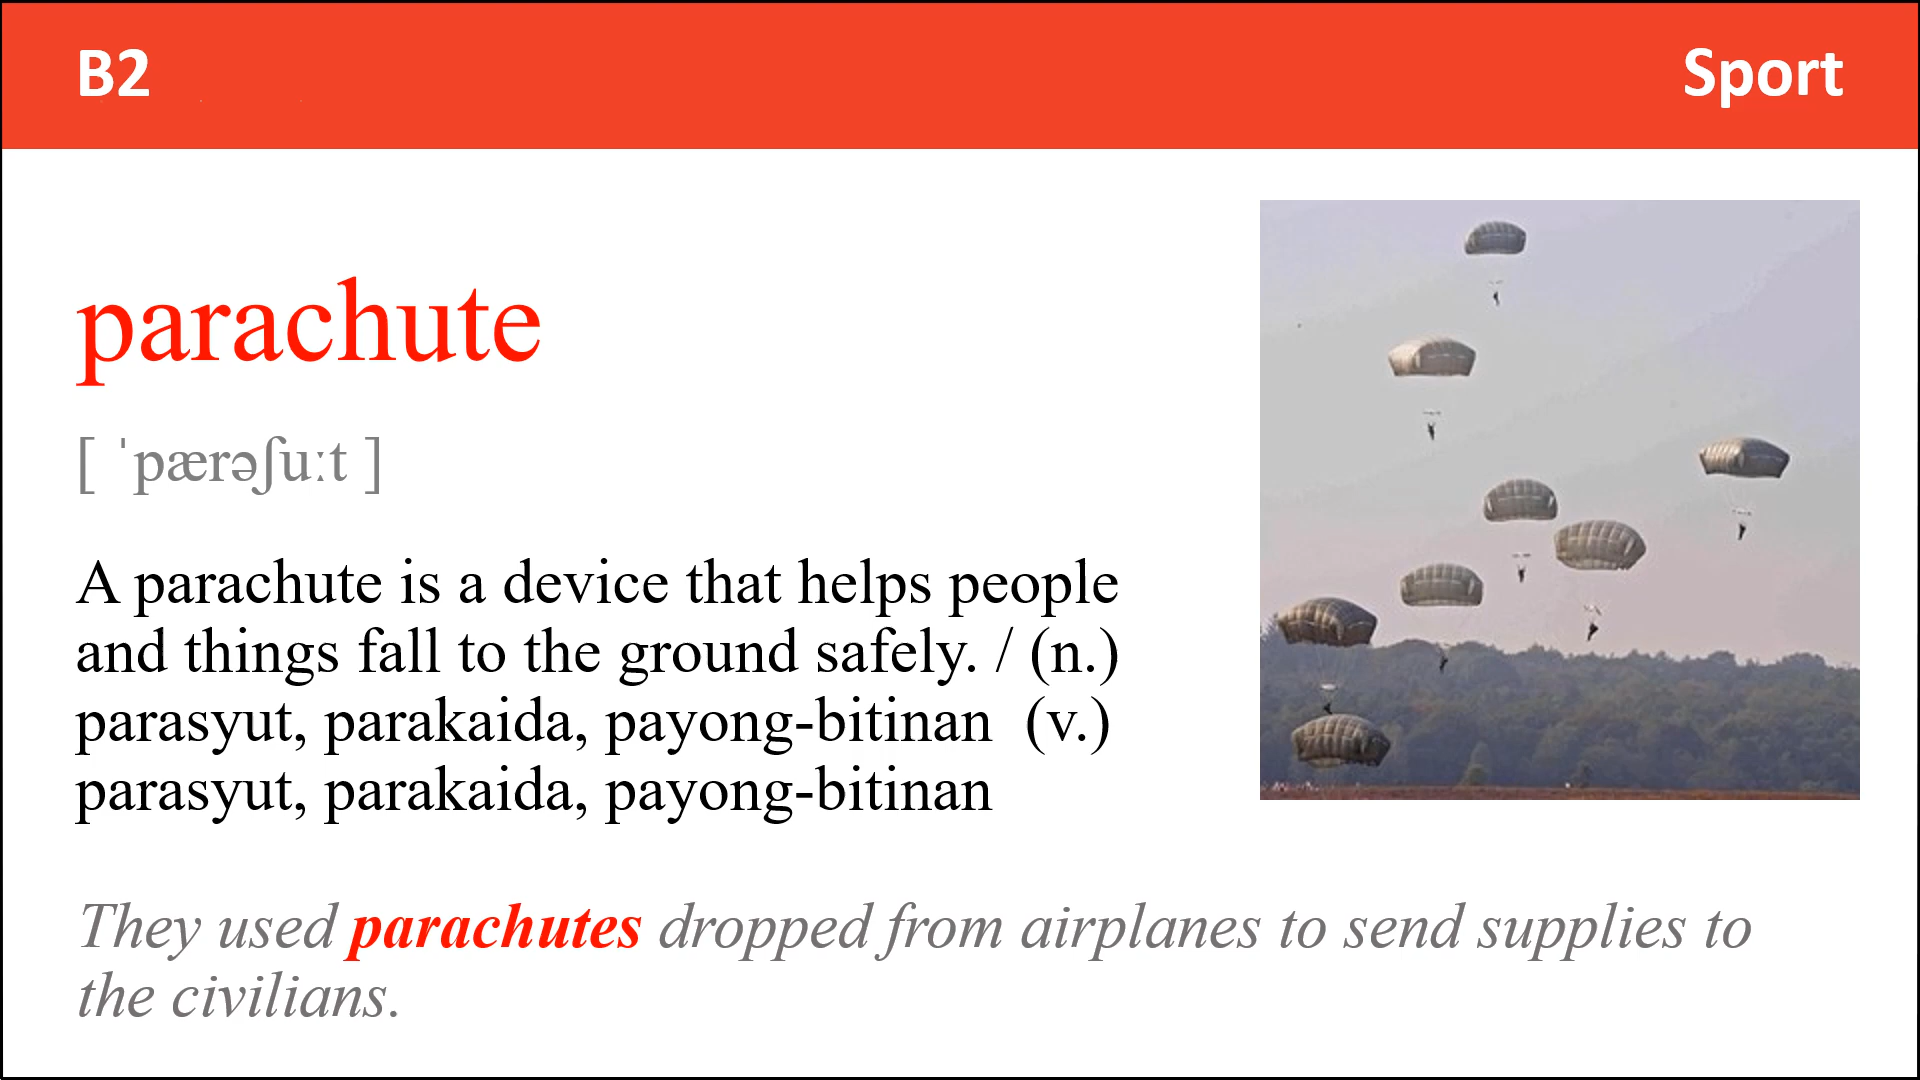 B2
Sport
parachute
[ ˈpærəʃuːt ]
A parachute is a device that helps people
and things fall to the ground safely. / (n.)
parasyut, parakaida, payong-bitinan  (v.)
parasyut, parakaida, payong-bitinan
They used parachutes dropped from airplanes to send supplies to
the civilians.